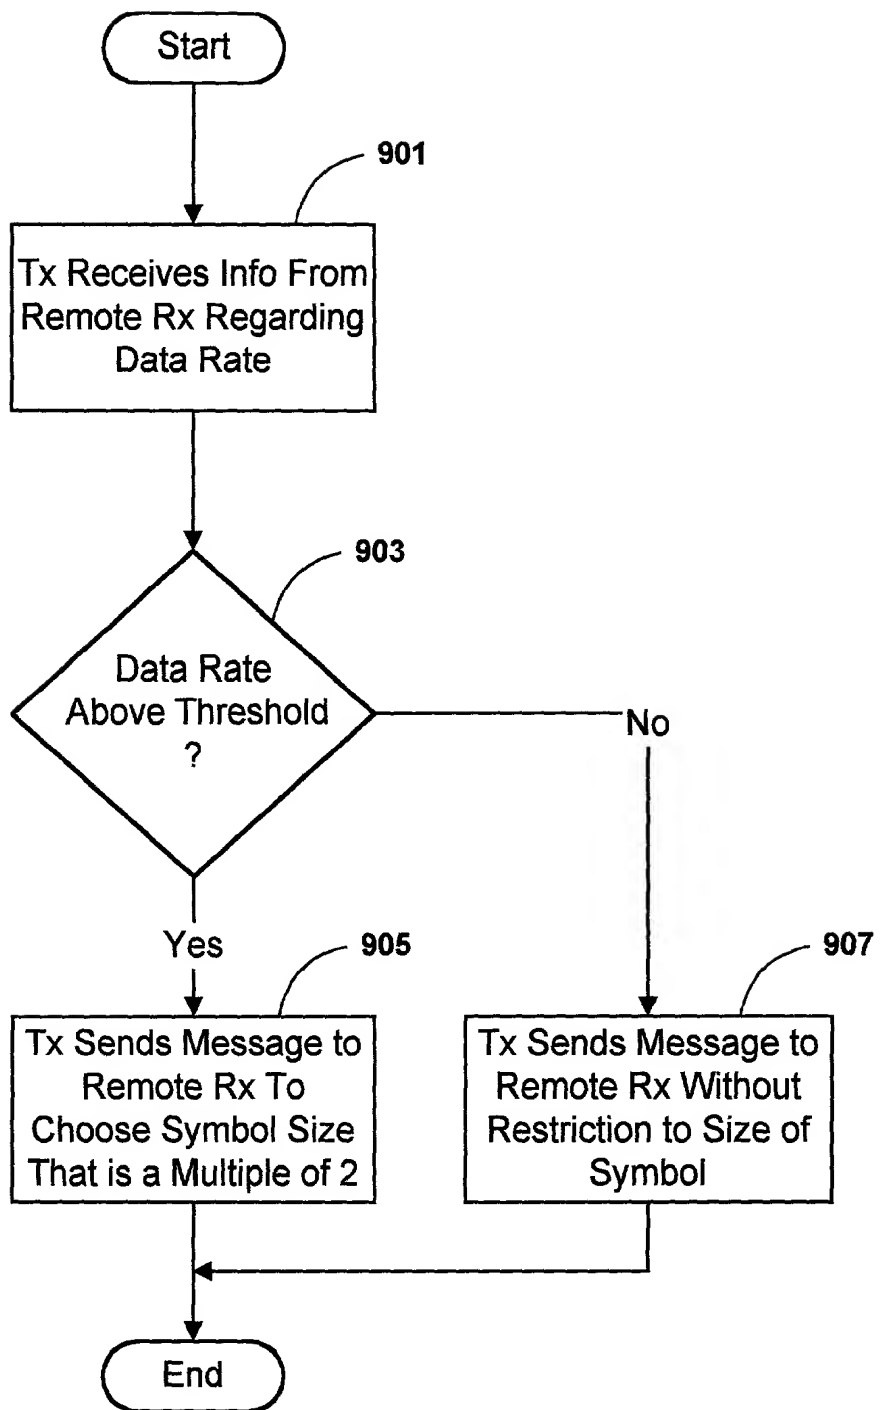 Start
901
Tx Receives Info From
Remote Rx Regarding
Data Rate
903
Data Rate
Above Threshold
?
No
Yes
905
907
Tx Sends Message to
Remote Rx To
Choose Symbol Size
That is a Multiple of 2
Tx Sends Message to
Remote Rx Without
Restriction to Size of
Symbol
End